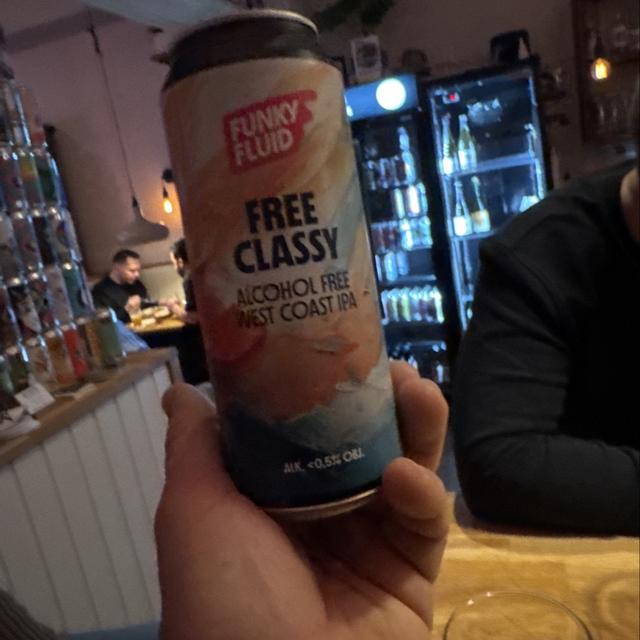 FUNKY
FLUID
FREE
CLASSY
ALCOHOL FREE
WEST COAST IPA
ALK. <0,5% OBJ.